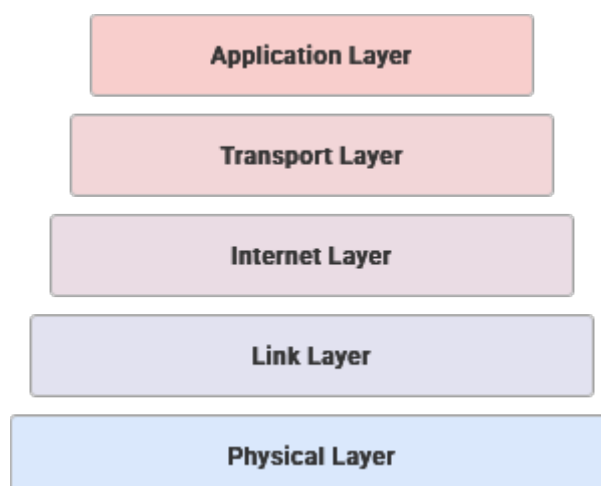 Application Layer
Transport Layer
Internet Layer
Link Layer
Physical Layer